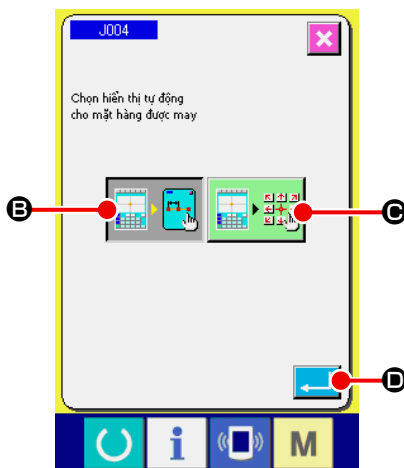 J004
Chọn hiển thị tự động
cho mặt hàng được may
B
C
D
i
M